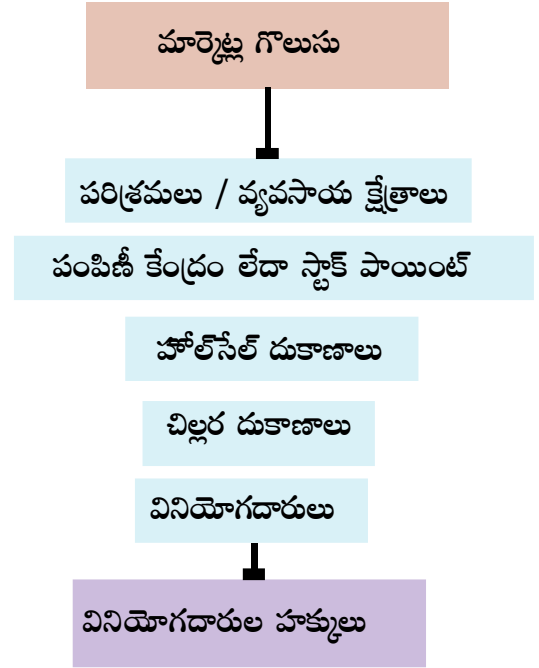 మార్కెట్ల గొలుసు
పరిశ్రమలు / వ్యవసాయ క్షేత్రాలు
పంపిణీ కేంద్రం లేదా స్టాక్ పాయింట్
హోల్‌సేల్ దుకాణాలు
చిల్లర దుకాణాలు
వినియోగదారులు
వినియోగదారుల హక్కులు